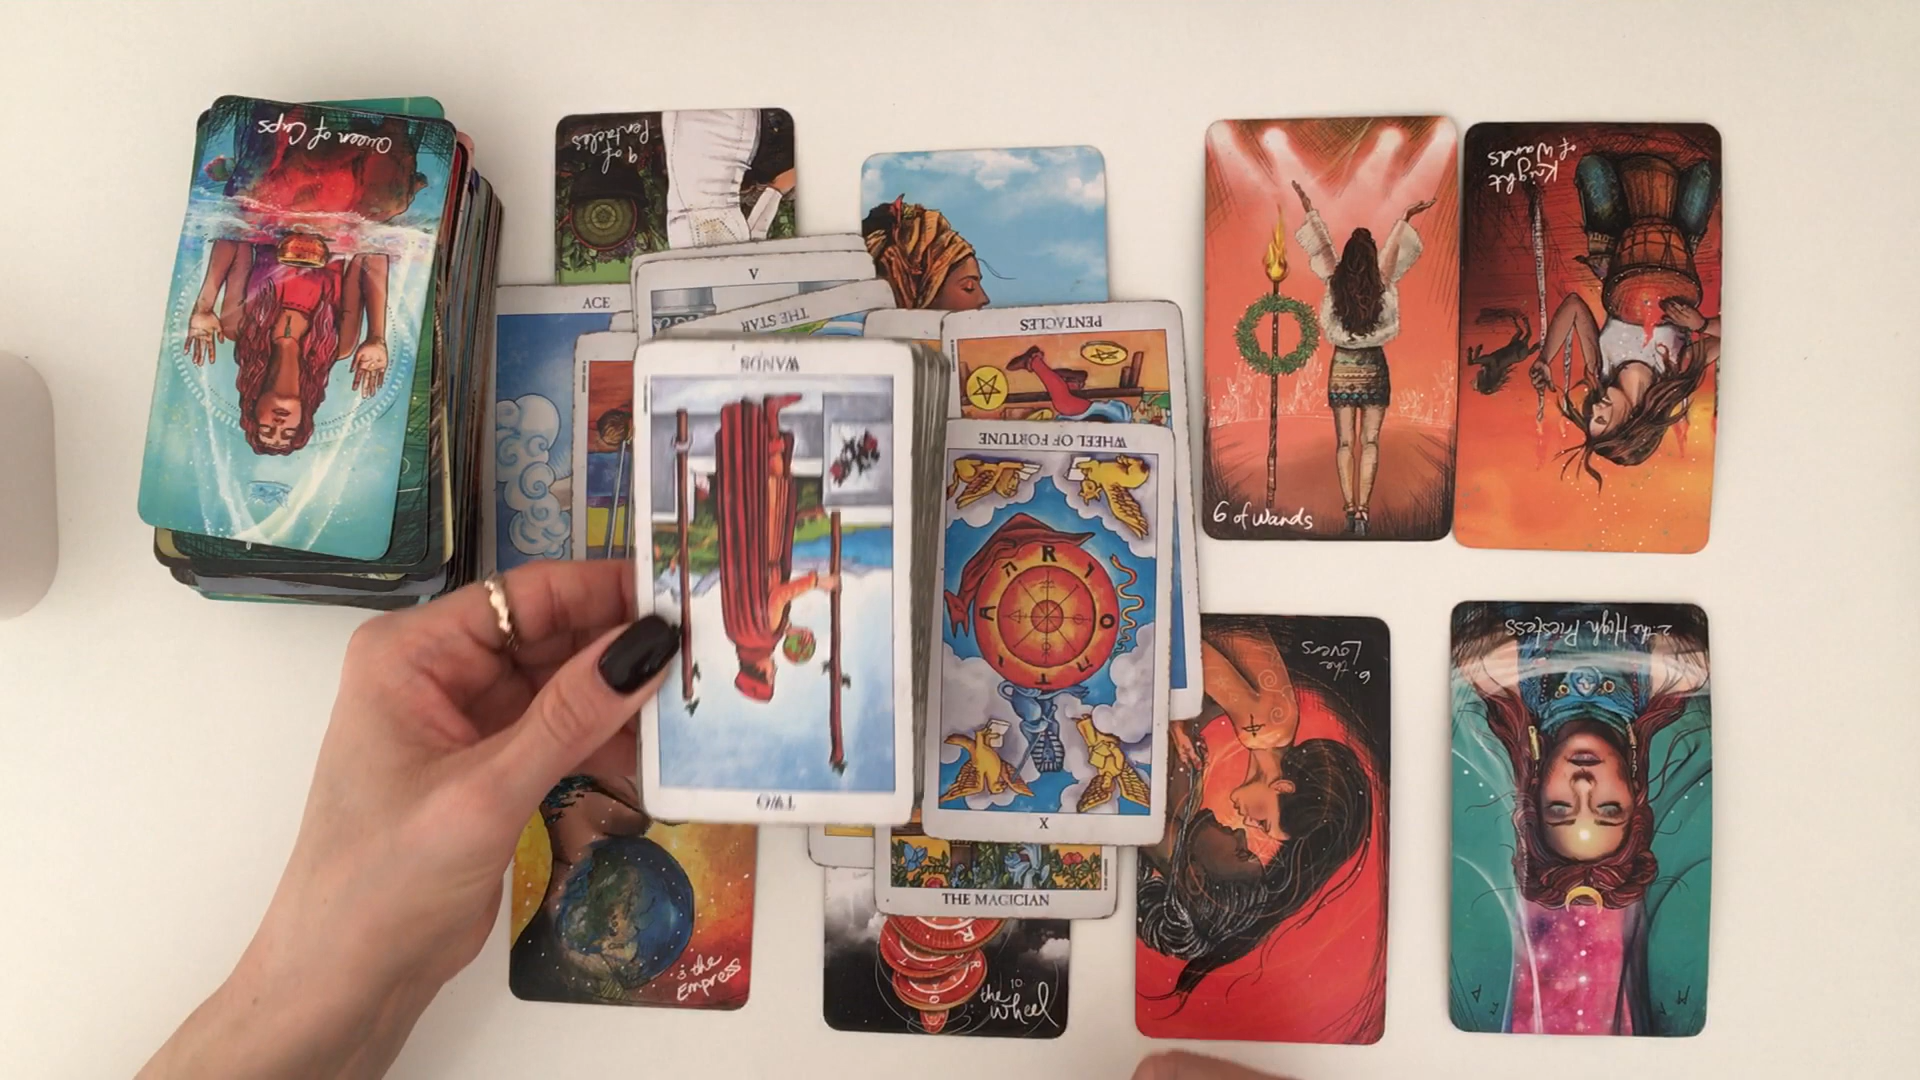 Queen of Cups
9 of
Pentacles
V
ACE
THE STAR
WANDS
TWO
PENTACLES
WHEEL OF FORTUNE
R
O
T
A
X
THE MAGICIAN
6 of Wands
Knight
of Wands
3 the
Empress
10
the Wheel
6. the
Lovers
2. the High Priestess